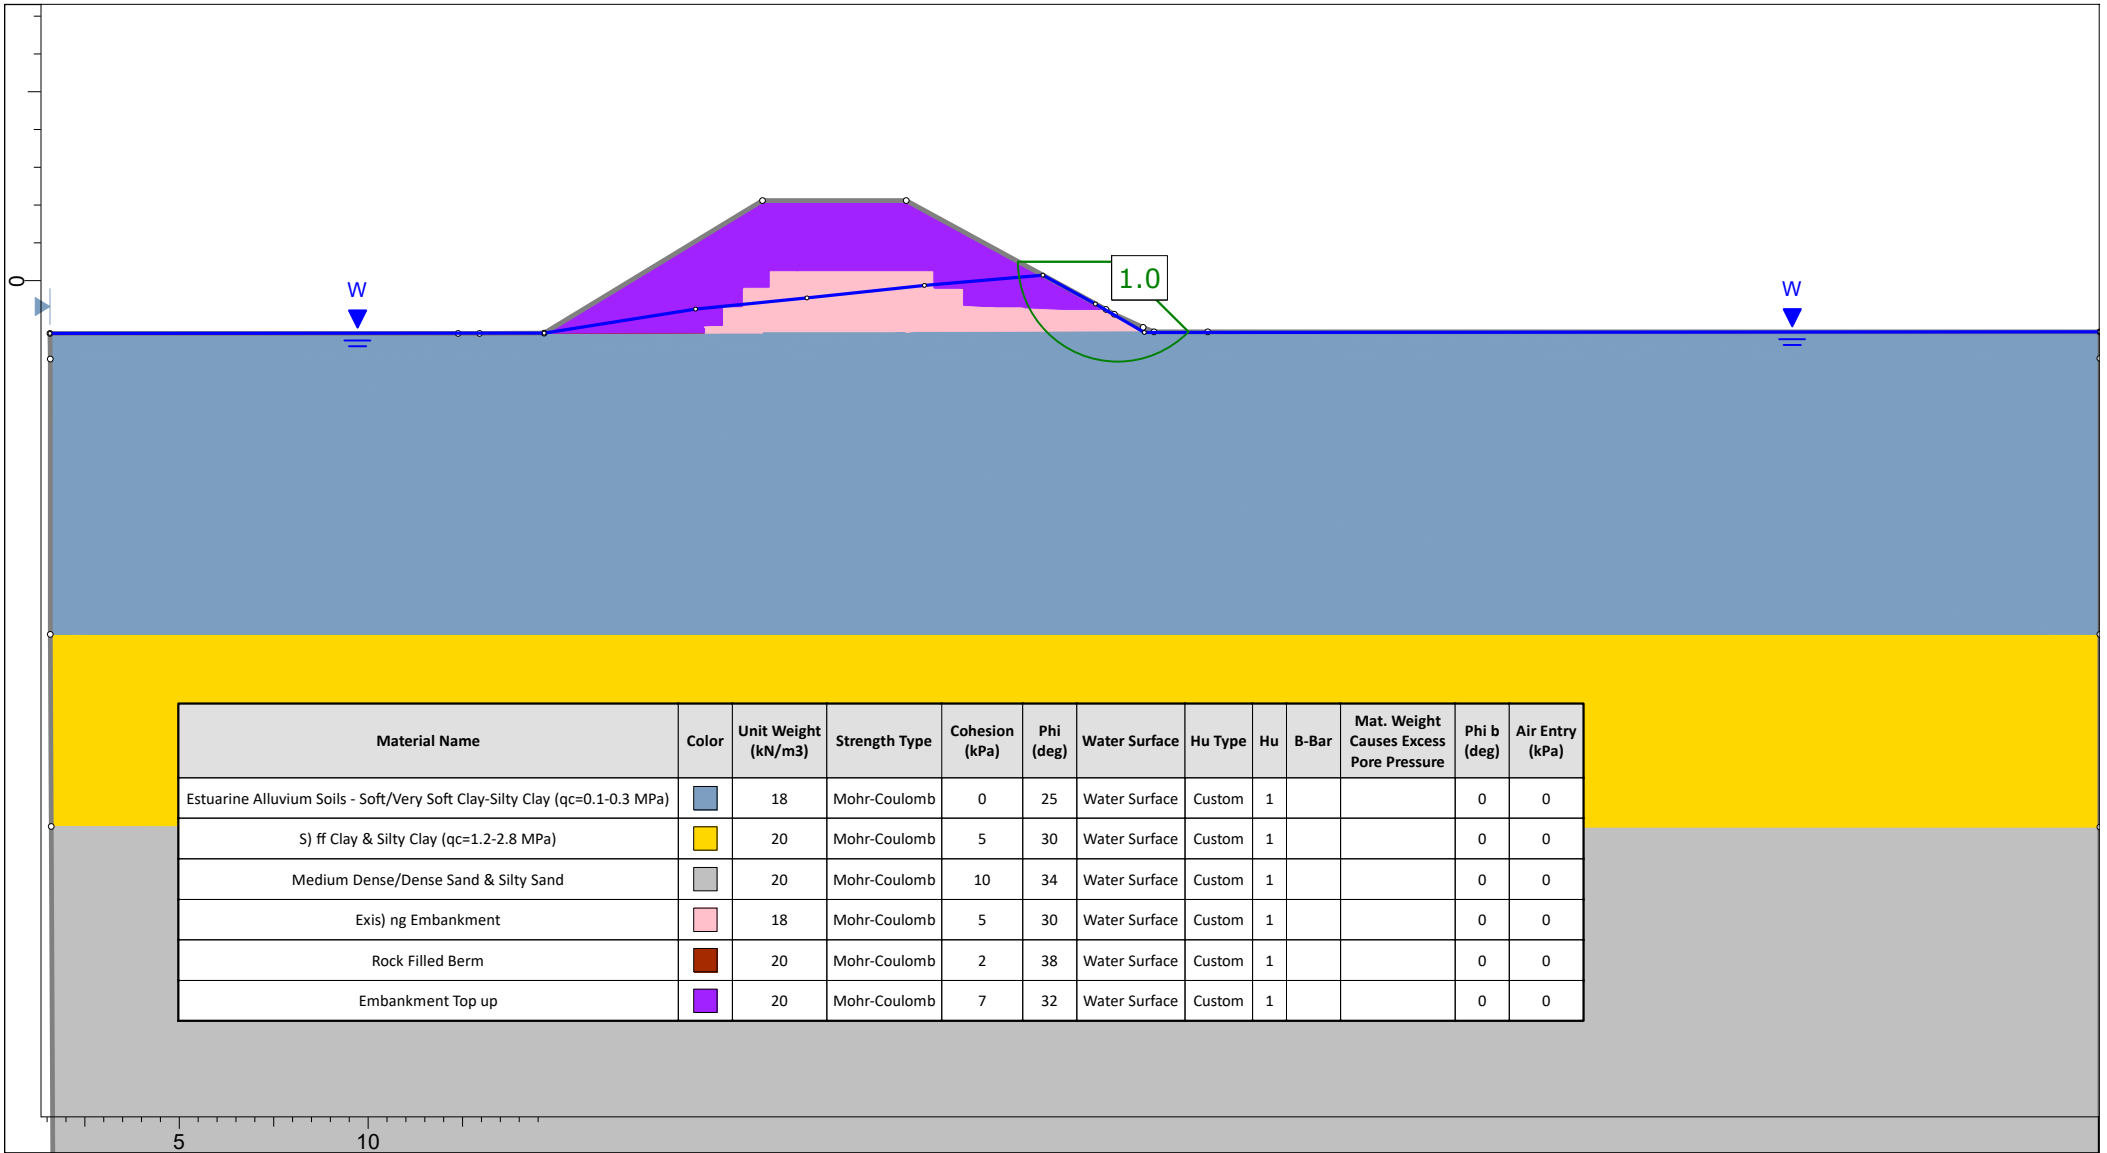 0
W
1.0
W
Material Name Color Unit Weight (kN/m3) Strength Type Cohesion (kPa) Phi (deg) Water Surface Hu Type Hu B-Bar Mat. Weight Causes Excess Pore Pressure Phi b (deg) Air Entry (kPa)
Estuarine Alluvium Soils - Soft/Very Soft Clay-Silty Clay (qc=0.1-0.3 MPa) 18 Mohr-Coulomb 0 25 Water Surface Custom 1 0 0
S) ff Clay & Silty Clay (qc=1.2-2.8 MPa) 20 Mohr-Coulomb 5 30 Water Surface Custom 1 0 0
Medium Dense/Dense Sand & Silty Sand 20 Mohr-Coulomb 10 34 Water Surface Custom 1 0 0
Exis) ng Embankment 18 Mohr-Coulomb 5 30 Water Surface Custom 1 0 0
Rock Filled Berm 20 Mohr-Coulomb 2 38 Water Surface Custom 1 0 0
Embankment Top up 20 Mohr-Coulomb 7 32 Water Surface Custom 1 0 0
5 10